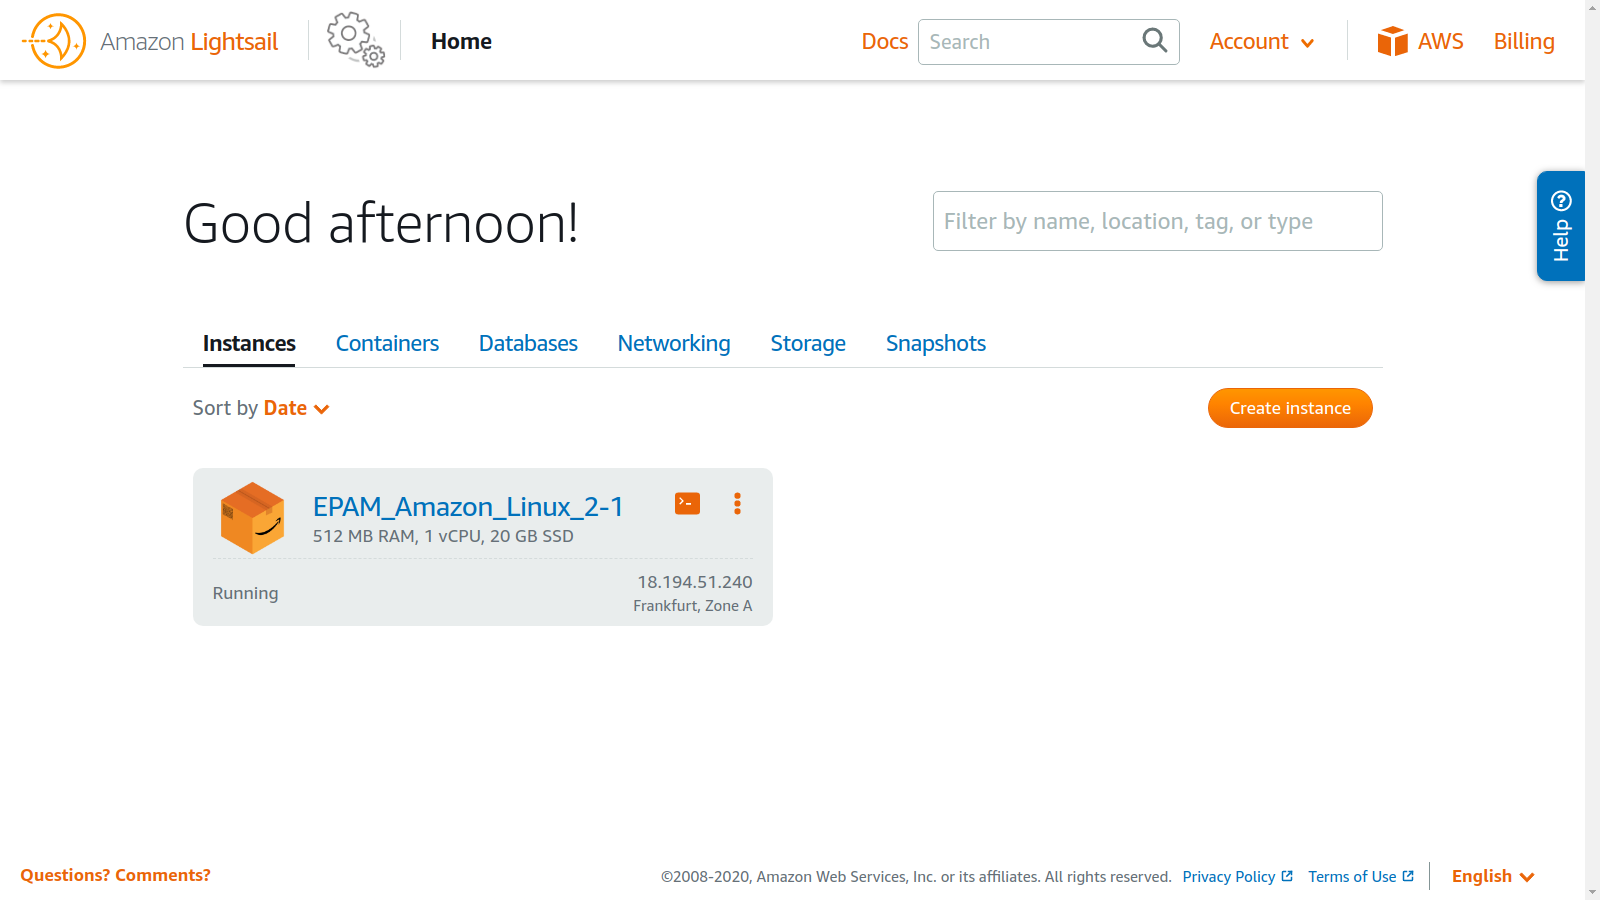 Amazon Lightsail
Home
Docs
Search
Account
AWS
Billing
Help
Good afternoon!
Filter by name, location, tag, or type
Instances
Containers
Databases
Networking
Storage
Snapshots
Sort by Date
Create instance
EPAM_Amazon_Linux_2-1
512 MB RAM, 1 vCPU, 20 GB SSD
Running
18.194.51.240
Frankfurt, Zone A
Questions? Comments?
©2008-2020, Amazon Web Services, Inc. or its affiliates. All rights reserved.
Privacy Policy
Terms of Use
English